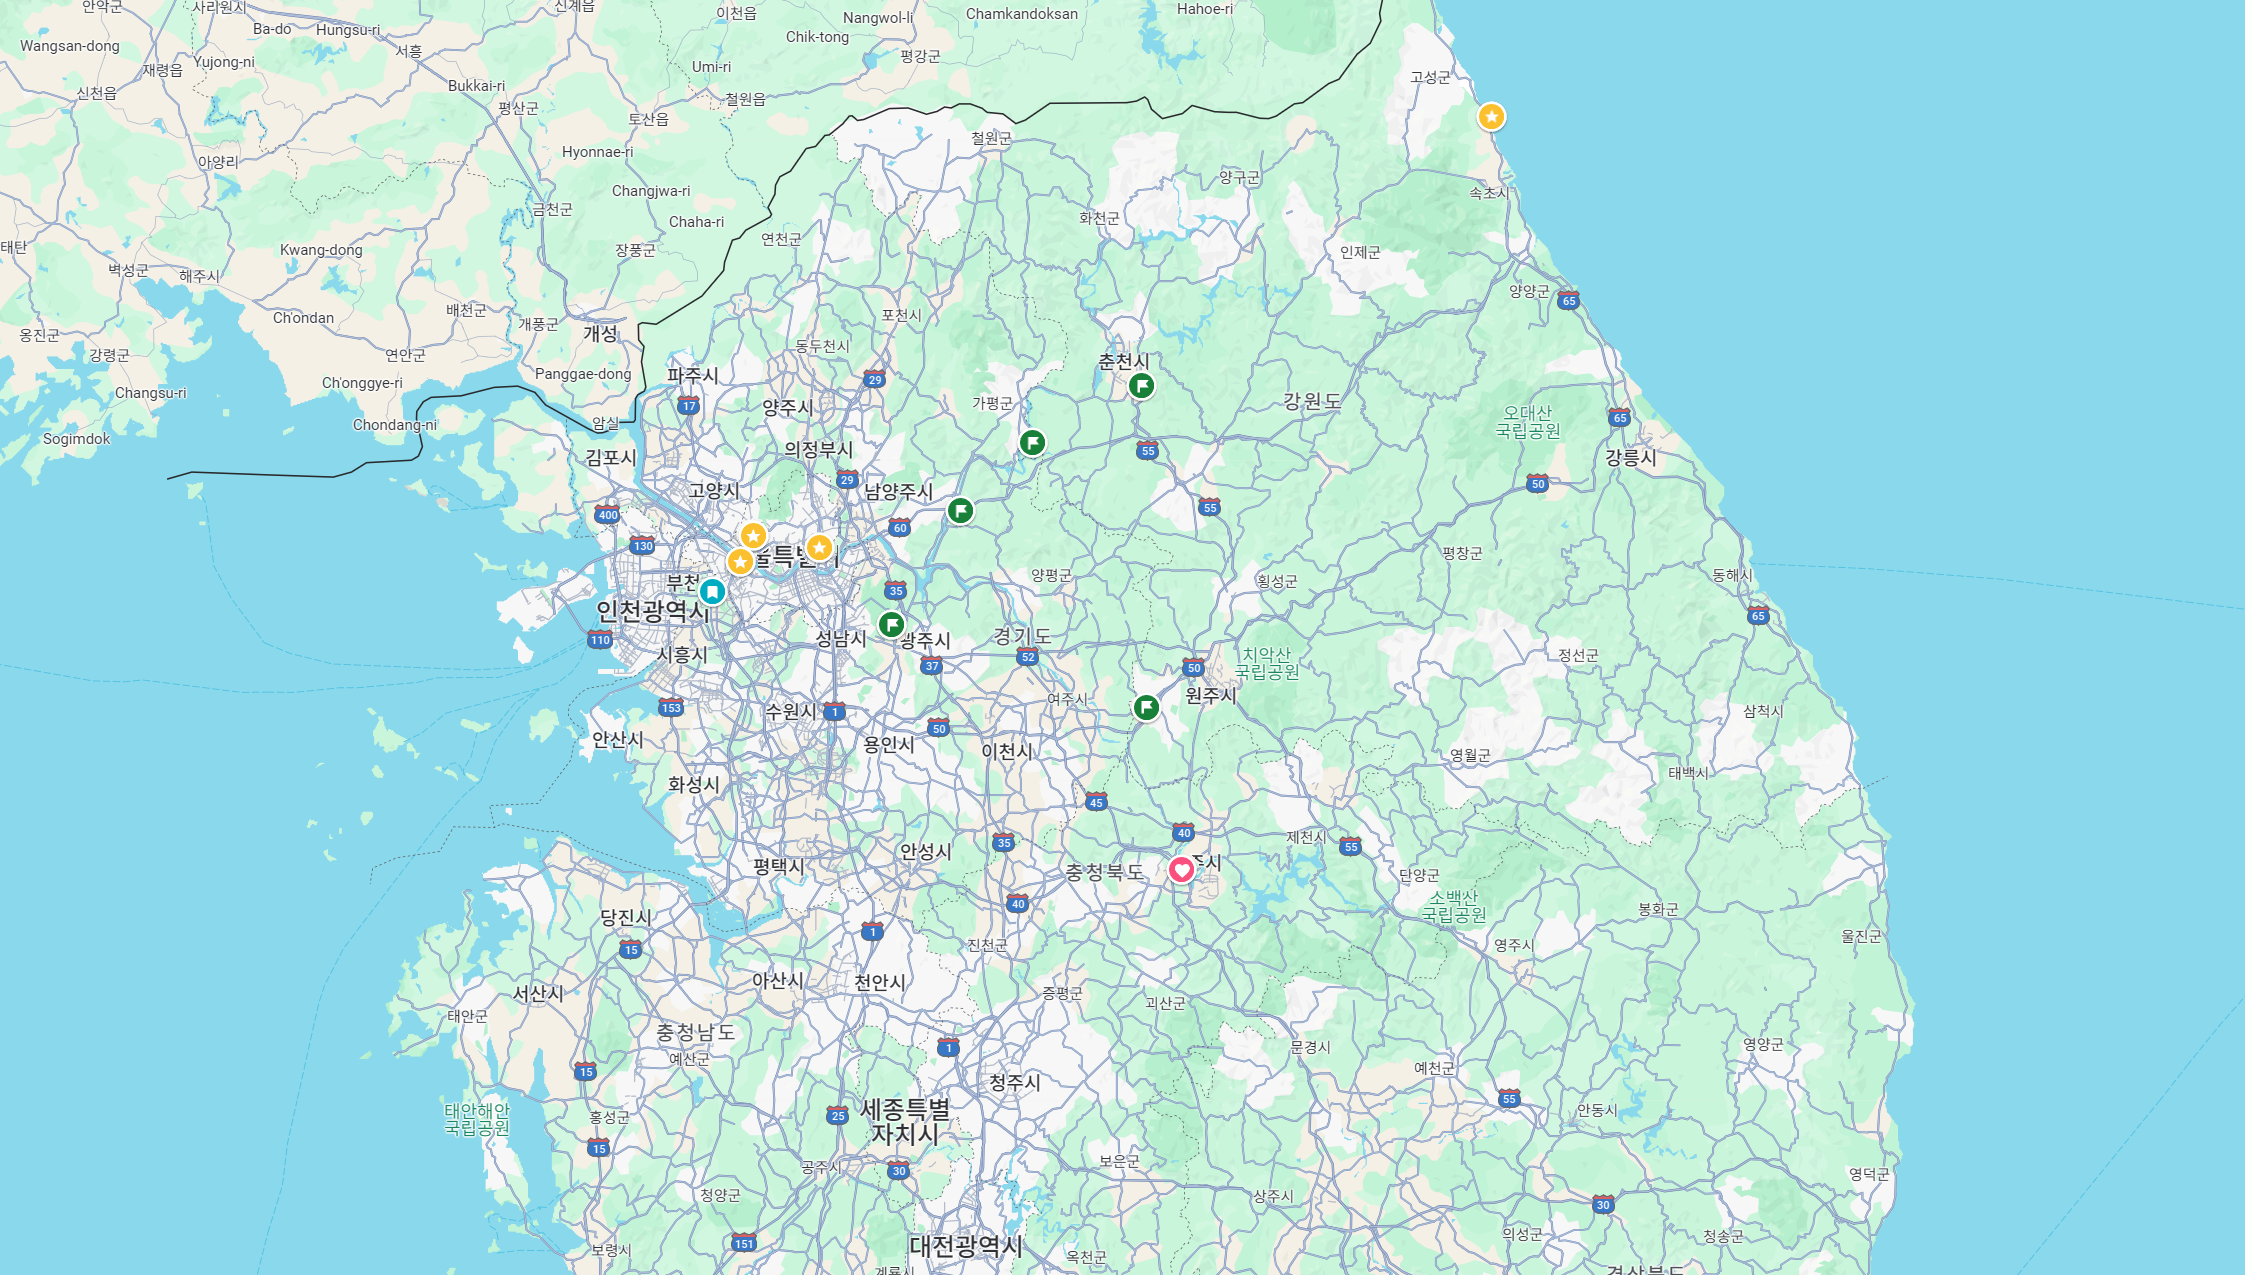 안악군
사리원시
신계읍
이천읍
Nangwol-li
Chamkandoksan
Hahoe-ri
Wangsan-dong
Ba-do
Hungsu-ri
서흥
Chik-tong
평강군
재령읍
Yujong-ni
Umi-ri
고성군
신천읍
Bukkai-ri
평산군
철원읍
토산읍
철원군
아양리
Hyonnae-ri
양구군
속초시
Changjwa-ri
금천군
Chaha-ri
화천군
태탄
Kwang-dong
장풍군
연천군
인제군
벽성군
해주시
양양군
65
옹진군
Ch'ondan
배천군
개풍군
개성
포천시
강령군
연안군
동두천시
춘천시
Changsu-ri
Ch'onggye-ri
Panggae-dong
파주시
29
17
양주시
가평군
강원도
오대산
국립공원
65
Sogimdok
Chondang-ni
암실
김포시
의정부시
55
강릉시
고양시
29
남양주시
50
400
60
55
130
울특별시
평창군
부천
35
양평군
횡성군
동해시
인천광역시
110
성남시
광주시
경기도
65
시흥시
37
52
50
치악산
국립공원
정선군
153
수원시
1
여주시
원주시
삼척시
안산시
용인시
50
이천시
영월군
태백시
화성시
45
평택시
안성시
35
40
제천시
55
충청북도
주시
단양군
당진시
40
소백산
국립공원
봉화군
15
1
진천군
영주시
울진군
서산시
아산시
천안시
증평군
괴산군
태안군
충청남도
예산군
1
문경시
영양군
15
청주시
예천군
태안해안
국립공원
홍성군
25
세종특별
자치시
55
안동시
15
공주시
30
보은군
영덕군
청양군
상주시
30
보령시
151
대전광역시
옥천군
의성군
청송군
계룡시
경상북도